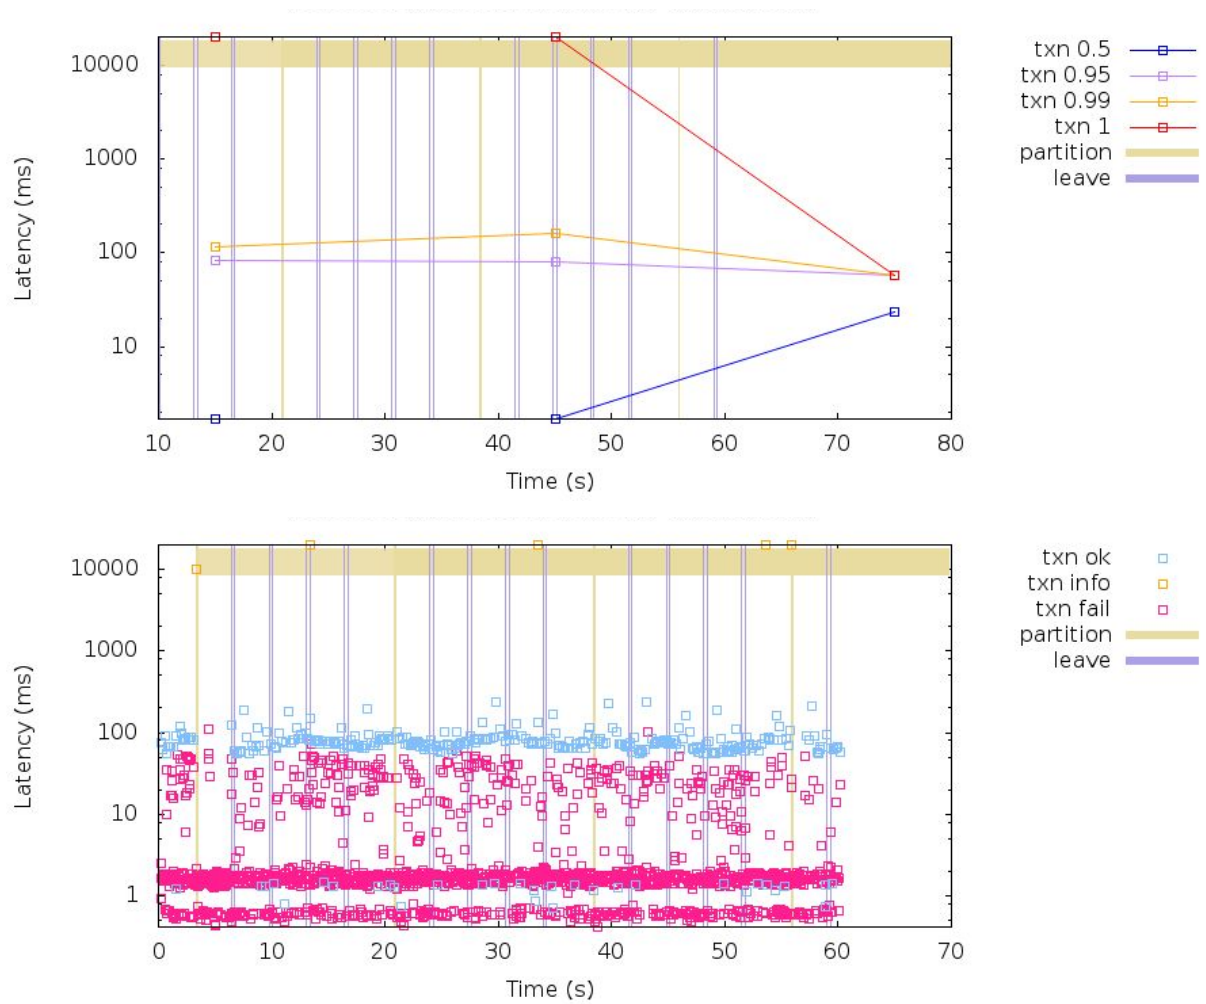 10000
1000
100
10
Latency (ms)
10 20 30 40 50 60 70 80
Time (s)
txn 0.5
txn 0.95
txn 0.99
txn 1
partition
leave
10000
1000
100
10
1
Latency (ms)
0 10 20 30 40 50 60 70
Time (s)
txn ok
txn info
txn fail
partition
leave